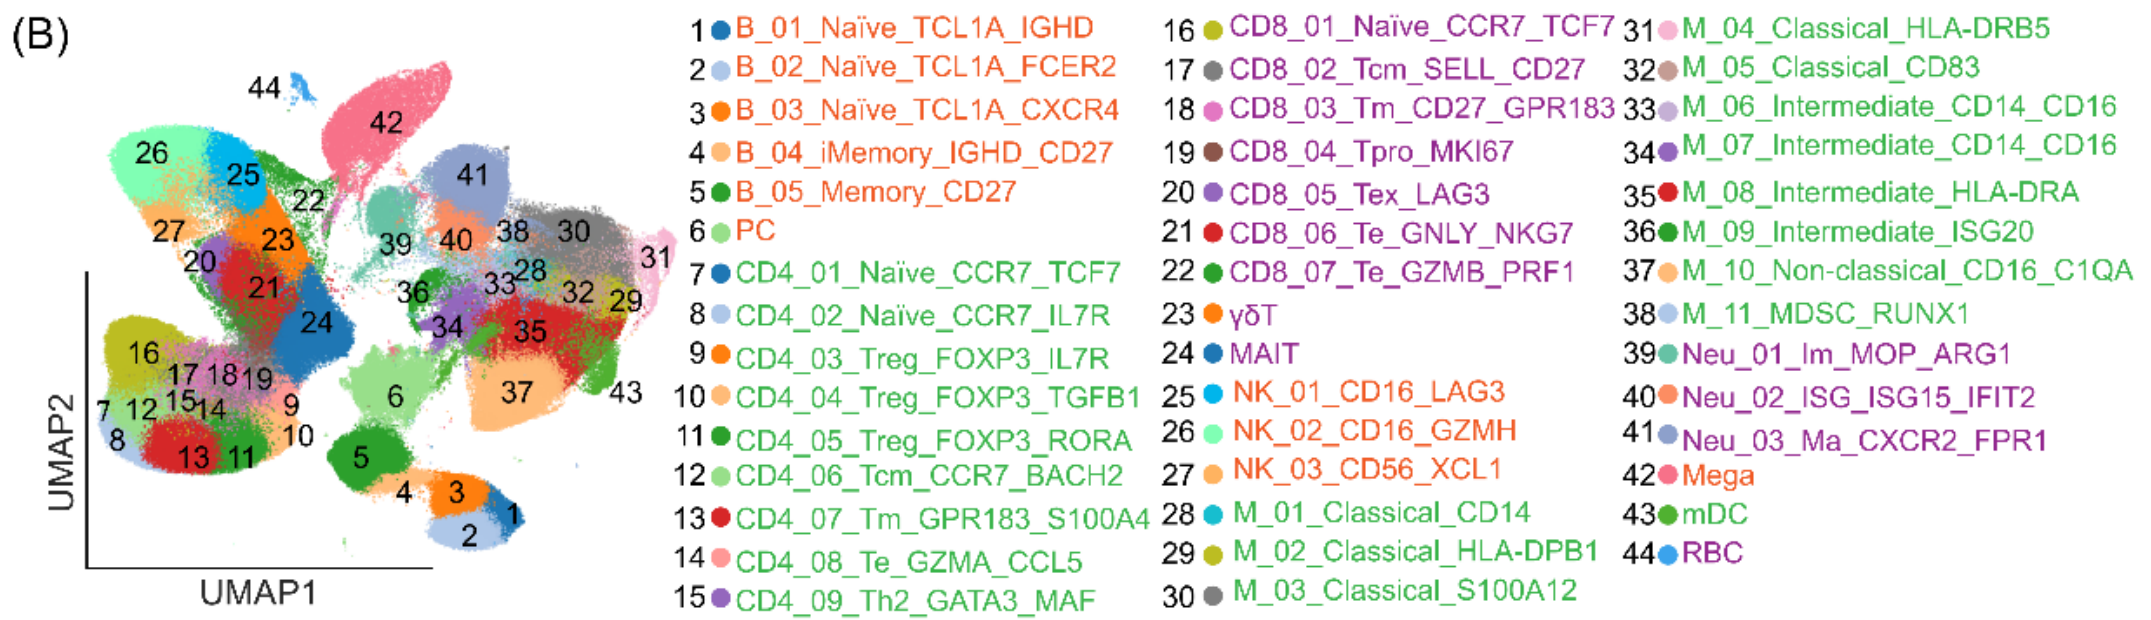 (B)
44
42
26
25
41
22
27
23
39
40
38
30
31
20
21
36
33
28
32
29
24
34
35
16
17
18
19
6
37
43
7
12
15
14
9
8
13
11
10
5
4
3
1
2
UMAP2
UMAP1
1 B_01_Naïve_TCL1A_IGHD
2 B_02_Naïve_TCL1A_FCER2
3 B_03_Naïve_TCL1A_CXCR4
4 B_04_iMemory_IGHD_CD27
5 B_05_Memory_CD27
6 PC
7 CD4_01_Naïve_CCR7_TCF7
8 CD4_02_Naïve_CCR7_IL7R
9 CD4_03_Treg_FOXP3_IL7R
10 CD4_04_Treg_FOXP3_TGFB1
11 CD4_05_Treg_FOXP3_RORA
12 CD4_06_Tcm_CCR7_BACH2
13 CD4_07_Tm_GPR183_S100A4
14 CD4_08_Te_GZMA_CCL5
15 CD4_09_Th2_GATA3_MAF
16 CD8_01_Naïve_CCR7_TCF7
17 CD8_02_Tcm_SELL_CD27
18 CD8_03_Tm_CD27_GPR183
19 CD8_04_Tpro_MKI67
20 CD8_05_Tex_LAG3
21 CD8_06_Te_GNLY_NKG7
22 CD8_07_Te_GZMB_PRF1
23 γδT
24 MAIT
25 NK_01_CD16_LAG3
26 NK_02_CD16_GZMH
27 NK_03_CD56_XCL1
28 M_01_Classical_CD14
29 M_02_Classical_HLA-DPB1
30 M_03_Classical_S100A12
31 M_04_Classical_HLA-DRB5
32 M_05_Classical_CD83
33 M_06_Intermediate_CD14_CD16
34 M_07_Intermediate_CD14_CD16
35 M_08_Intermediate_HLA-DRA
36 M_09_Intermediate_ISG20
37 M_10_Non-classical_CD16_C1QA
38 M_11_MDSC_RUNX1
39 Neu_01_Im_MOP_ARG1
40 Neu_02_ISG_ISG15_IFIT2
41 Neu_03_Ma_CXCR2_FPR1
42 Mega
43 mDC
44 RBC